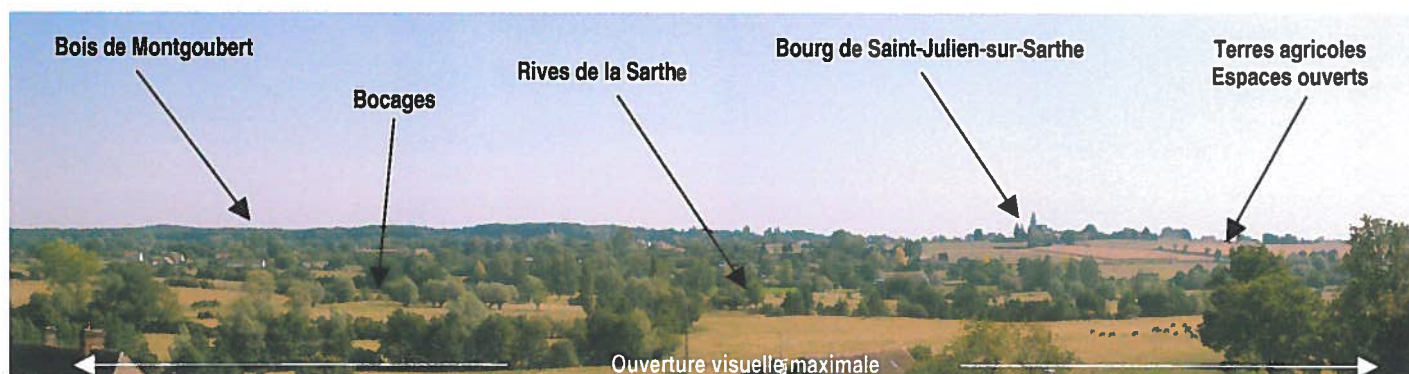 Bois de Montgoubert
Bocages
Rives de la Sarthe
Bourg de Saint-Julien-sur-Sarthe
Terres agricoles
Espaces ouverts
Ouverture visuelle maximale